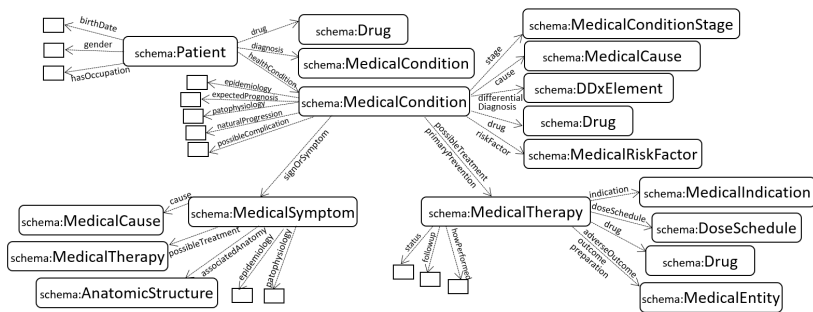 birthDate
gender
hasOccupation
schema:Patient
drug
diagnosis
healthCondition
schema:Drug
schema:MedicalCondition
epidemiology
expectedPrognosis
patophysiology
naturalProgression
possibleComplication
schema:MedicalCondition
stage
cause
differential
Diagnosis
drug
riskFactor
schema:MedicalConditionStage
schema:MedicalCause
schema:DDxElement
schema:Drug
schema:MedicalRiskFactor
signOrSymptom
possibleTreatment
primaryPrevention
cause
schema:MedicalSymptom
schema:MedicalCause
possibleTreatment
schema:MedicalTherapy
associatedAnatomy
epidemiology
patophysiology
schema:AnatomicStructure
schema:MedicalTherapy
status
followup
howPerformed
indication
doseSchedule
drug
adverseOutcome
outcome
preparation
schema:MedicalIndication
schema:DoseSchedule
schema:Drug
schema:MedicalEntity